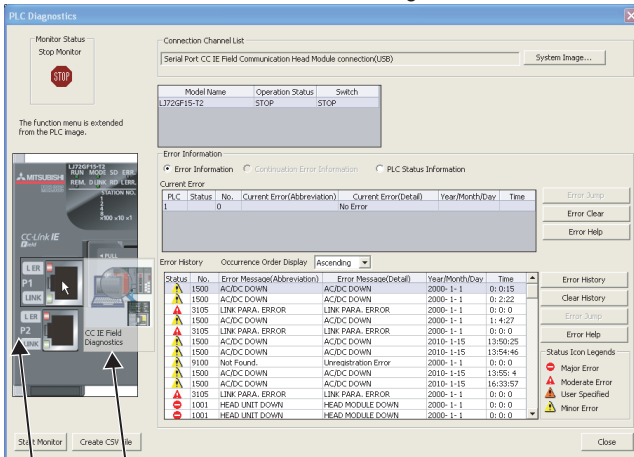 PLC Diagnostics
Monitor Status
Stop Monitor
STOP
The function menu is extended
from the PLC image.
Connection Channel List
Serial Port CC IE Field Communication Head Module connection(USB)
System Image...
Model Name Operation Status Switch
LJ72GF15-T2 STOP STOP
Error Information
Error Information Continuation Error Information PLC Status Information
Current Error
PLC Status No. Current Error(Abbreviation) Current Error(Detail) Year/Month/Day Time
1 0 No Error
Error Jump
Error Clear
Error Help
Error History Occurrence Order Display Ascending
Status No. Error Message(Abbreviation) Error Message(Detail) Year/Month/Day Time
1500 AC/DC DOWN AC/DC DOWN 2000- 1- 1 0: 0:15
1500 AC/DC DOWN AC/DC DOWN 2000- 1- 1 0: 2:22
3105 LINK PARA. ERROR LINK PARA. ERROR 2000- 1- 1 0: 0: 0
1500 AC/DC DOWN AC/DC DOWN 2000- 1- 1 1: 4:27
3105 LINK PARA. ERROR LINK PARA. ERROR 2000- 1- 1 0: 0: 0
1500 AC/DC DOWN AC/DC DOWN 2010- 1-15 13:50:25
1500 AC/DC DOWN AC/DC DOWN 2010- 1-15 13:54:46
9100 Not Found. Unregistration Error 2000- 1- 1 0: 0: 0
1500 AC/DC DOWN AC/DC DOWN 2010- 1-15 13:55: 4
1500 AC/DC DOWN AC/DC DOWN 2010- 1-15 16:33:57
3105 LINK PARA. ERROR LINK PARA. ERROR 2000- 1- 1 0: 0: 0
1001 HEAD UNIT DOWN HEAD MODULE DOWN 2000- 1- 1 0: 0: 0
1001 HEAD UNIT DOWN HEAD MODULE DOWN 2000- 1- 1 0: 0: 0
Error History
Clear History
Error Jump
Error Help
Status Icon Legends
Major Error
Moderate Error
User Specified
Minor Error
MITSUBISHI
LJ72GF15-T2
RUN MODE SD ERR.
REM. D LINK RD L ERR.
STATION NO.
×100 ×10 ×1
CC-Link IE
Field
PULL
L ER
P1
LINK
L ER
P2
LINK
CC IE Field
Diagnostics
Start Monitor Create CSV File Close